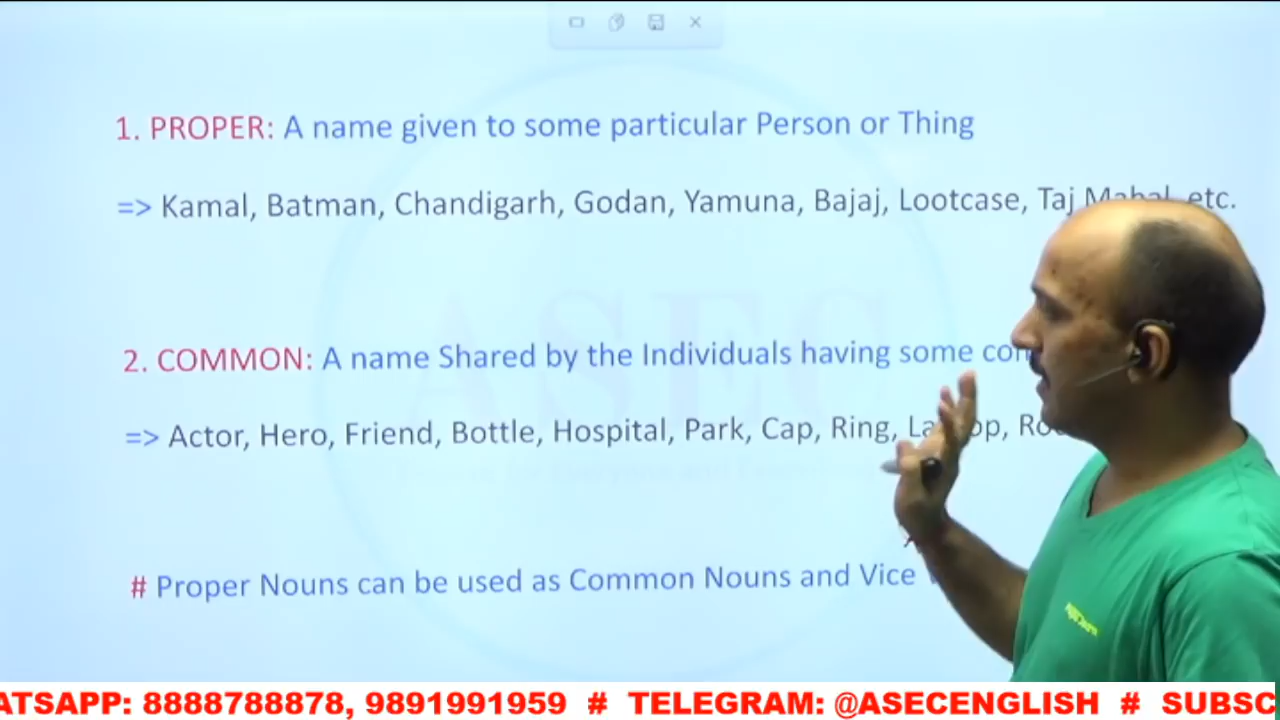 1. PROPER: A name given to some particular Person or Thing
=> Kamal, Batman, Chandigarh, Godan, Yamuna, Bajaj, Lootcase, Taj Mahal, etc.
ASEC
2. COMMON: A name Shared by the Individuals having some
=> Actor, Hero, Friend, Bottle, Hospital, Park, Cap, Ring,
# Proper Nouns can be used as Common Nouns and Vice
ATSAPP: 8888788878, 9891991959 # TELEGRAM: @ASECENGLISH # SUBSC